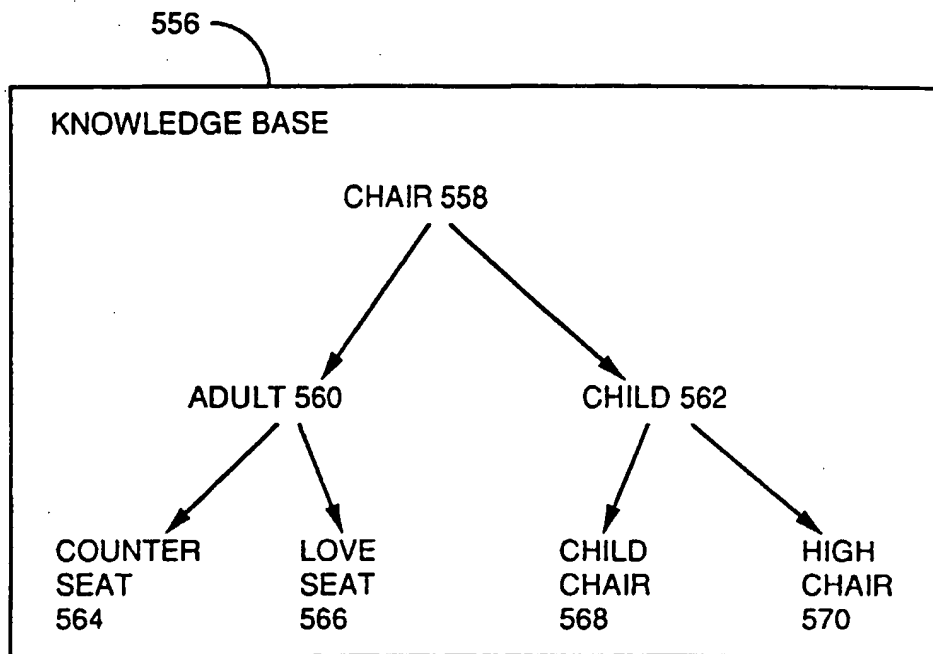 556
KNOWLEDGE BASE
CHAIR 558
ADULT 560
CHILD 562
COUNTER
SEAT
564
LOVE
SEAT
566
CHILD
CHAIR
568
HIGH
CHAIR
570